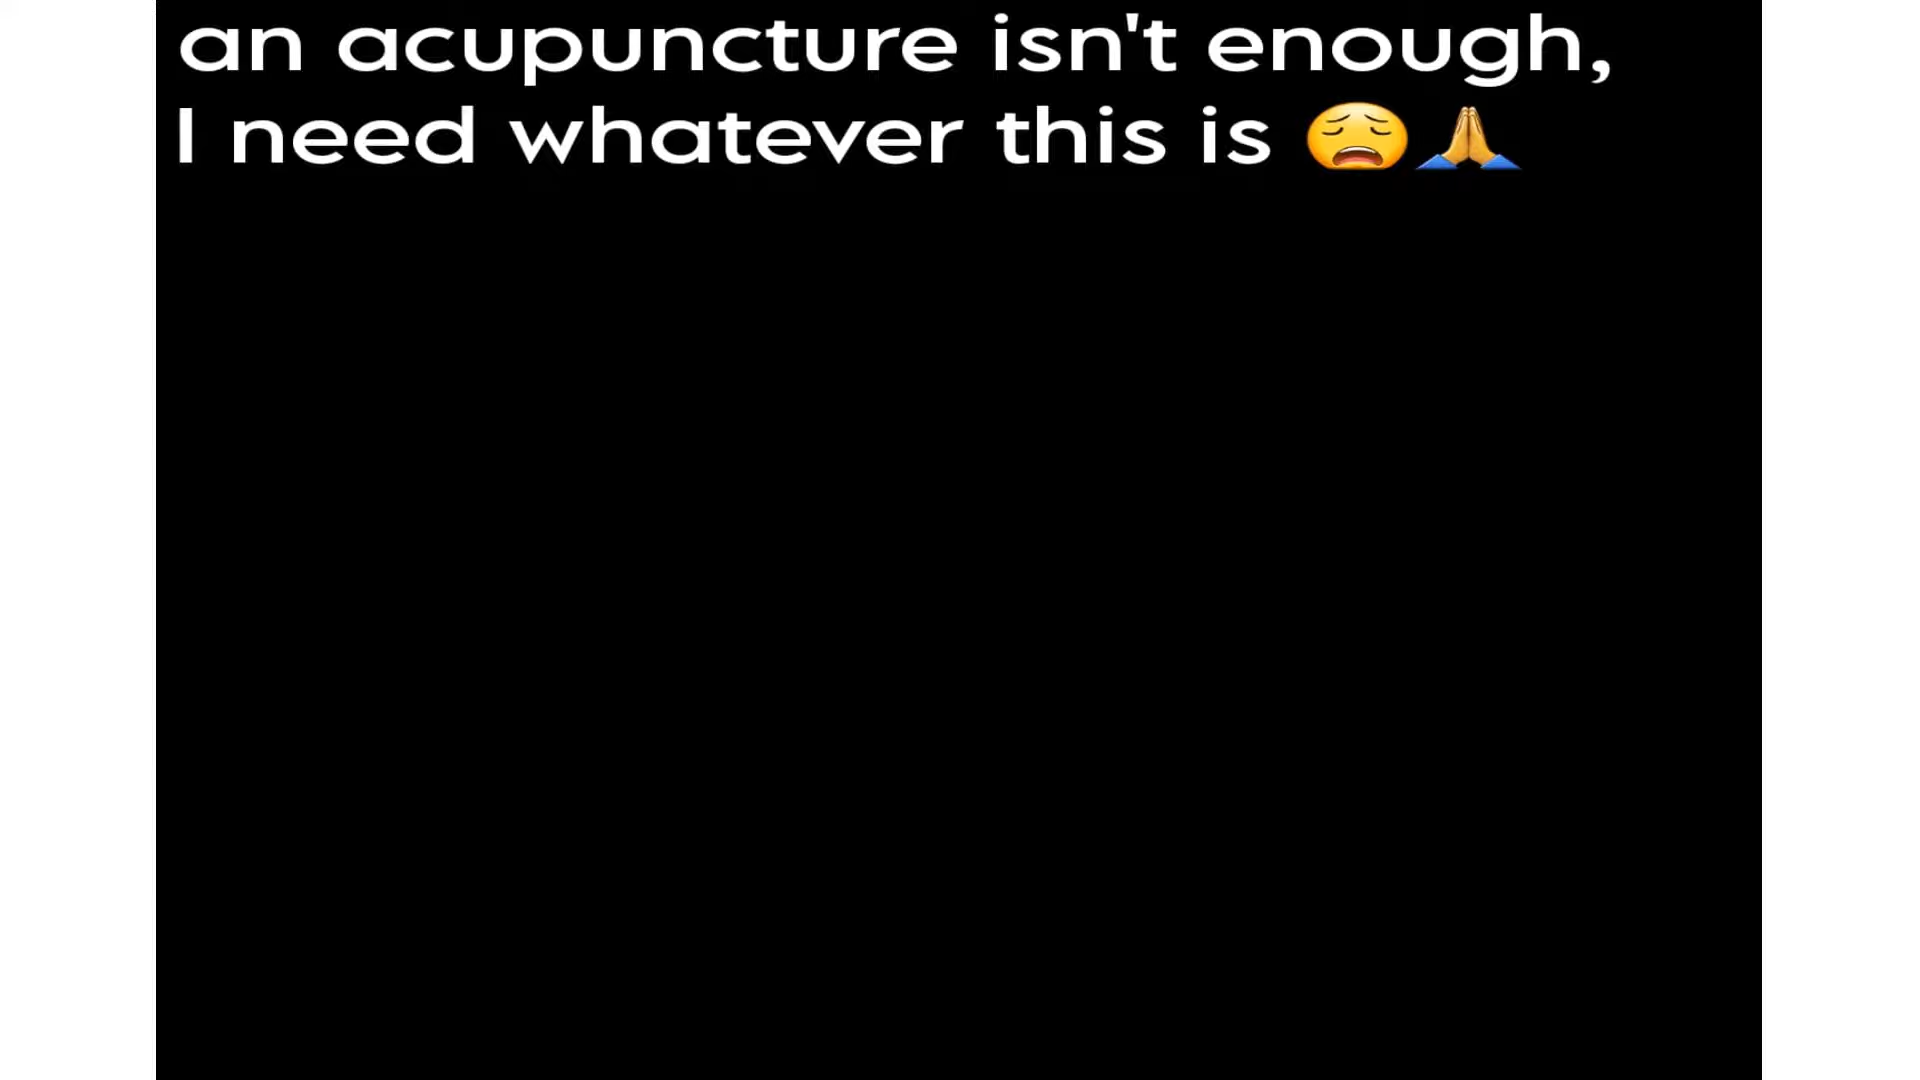 an acupuncture isn't enough,
I need whatever this is 😩🙏